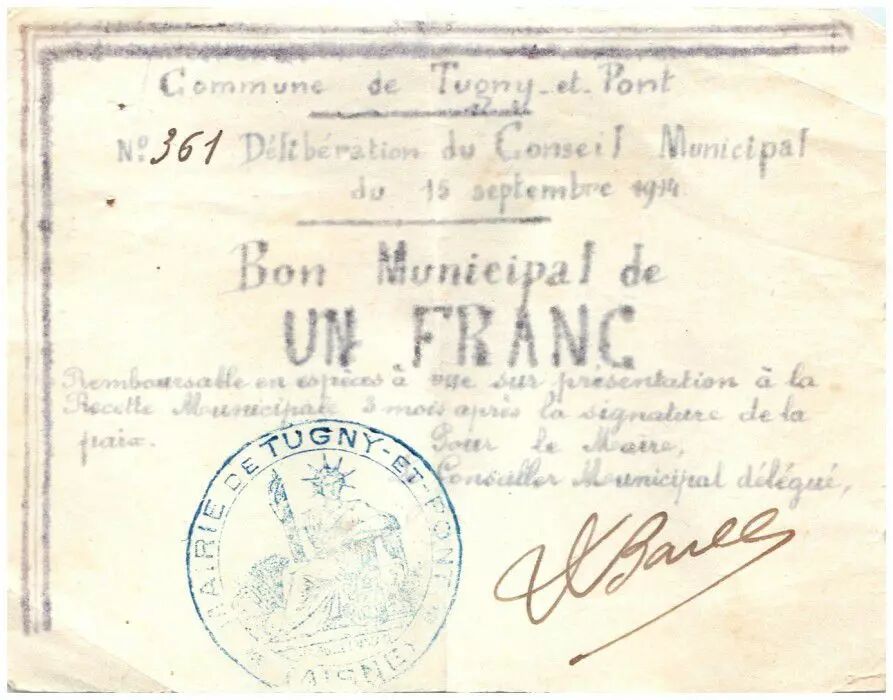 Commune de Tugny-et-Pont
N° 361 Délibération du Conseil Municipal
du 15 septembre 1914
Bon Municipal de
UN FRANC
Remboursable en espèces à vue sur présentation à la
Recette Municipale 3 mois après la signature de la
paix. Pour le Maire,
Conseiller Municipal délégué,
MAIRIE DE TUGNY-ET-PONT
(AISNE)